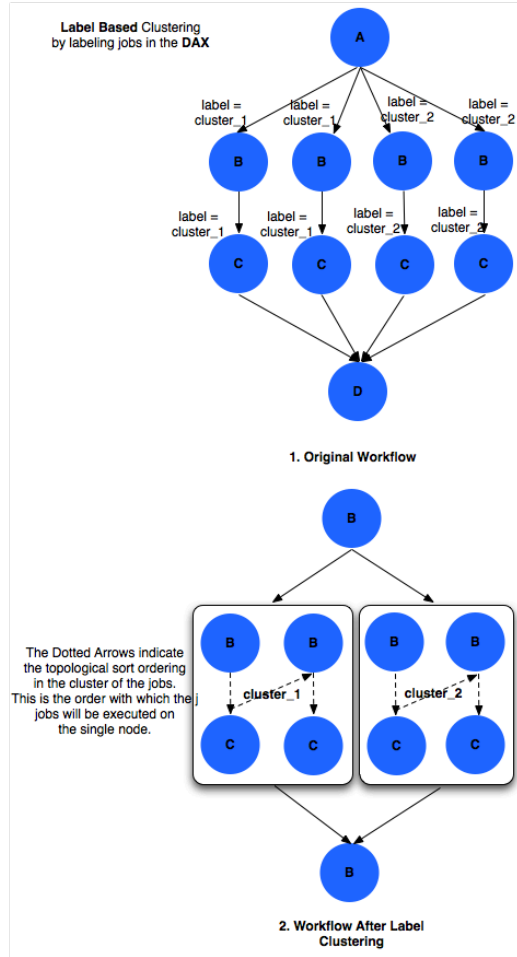 Label Based Clustering
by labeling jobs in the DAX
A
label =
cluster_1
label =
cluster_1
label =
cluster_2
label =
cluster_2
B
B
B
B
label =
cluster_1
label =
cluster_1
label =
cluster_2
label =
cluster_2
C
C
C
C
D
1. Original Workflow
B
B
B
B
B
The Dotted Arrows indicate
the topological sort ordering
in the cluster of the jobs.
This is the order with which the j
jobs will be executed on
the single node.
cluster_1
cluster_2
C
C
C
C
B
2. Workflow After Label
Clustering